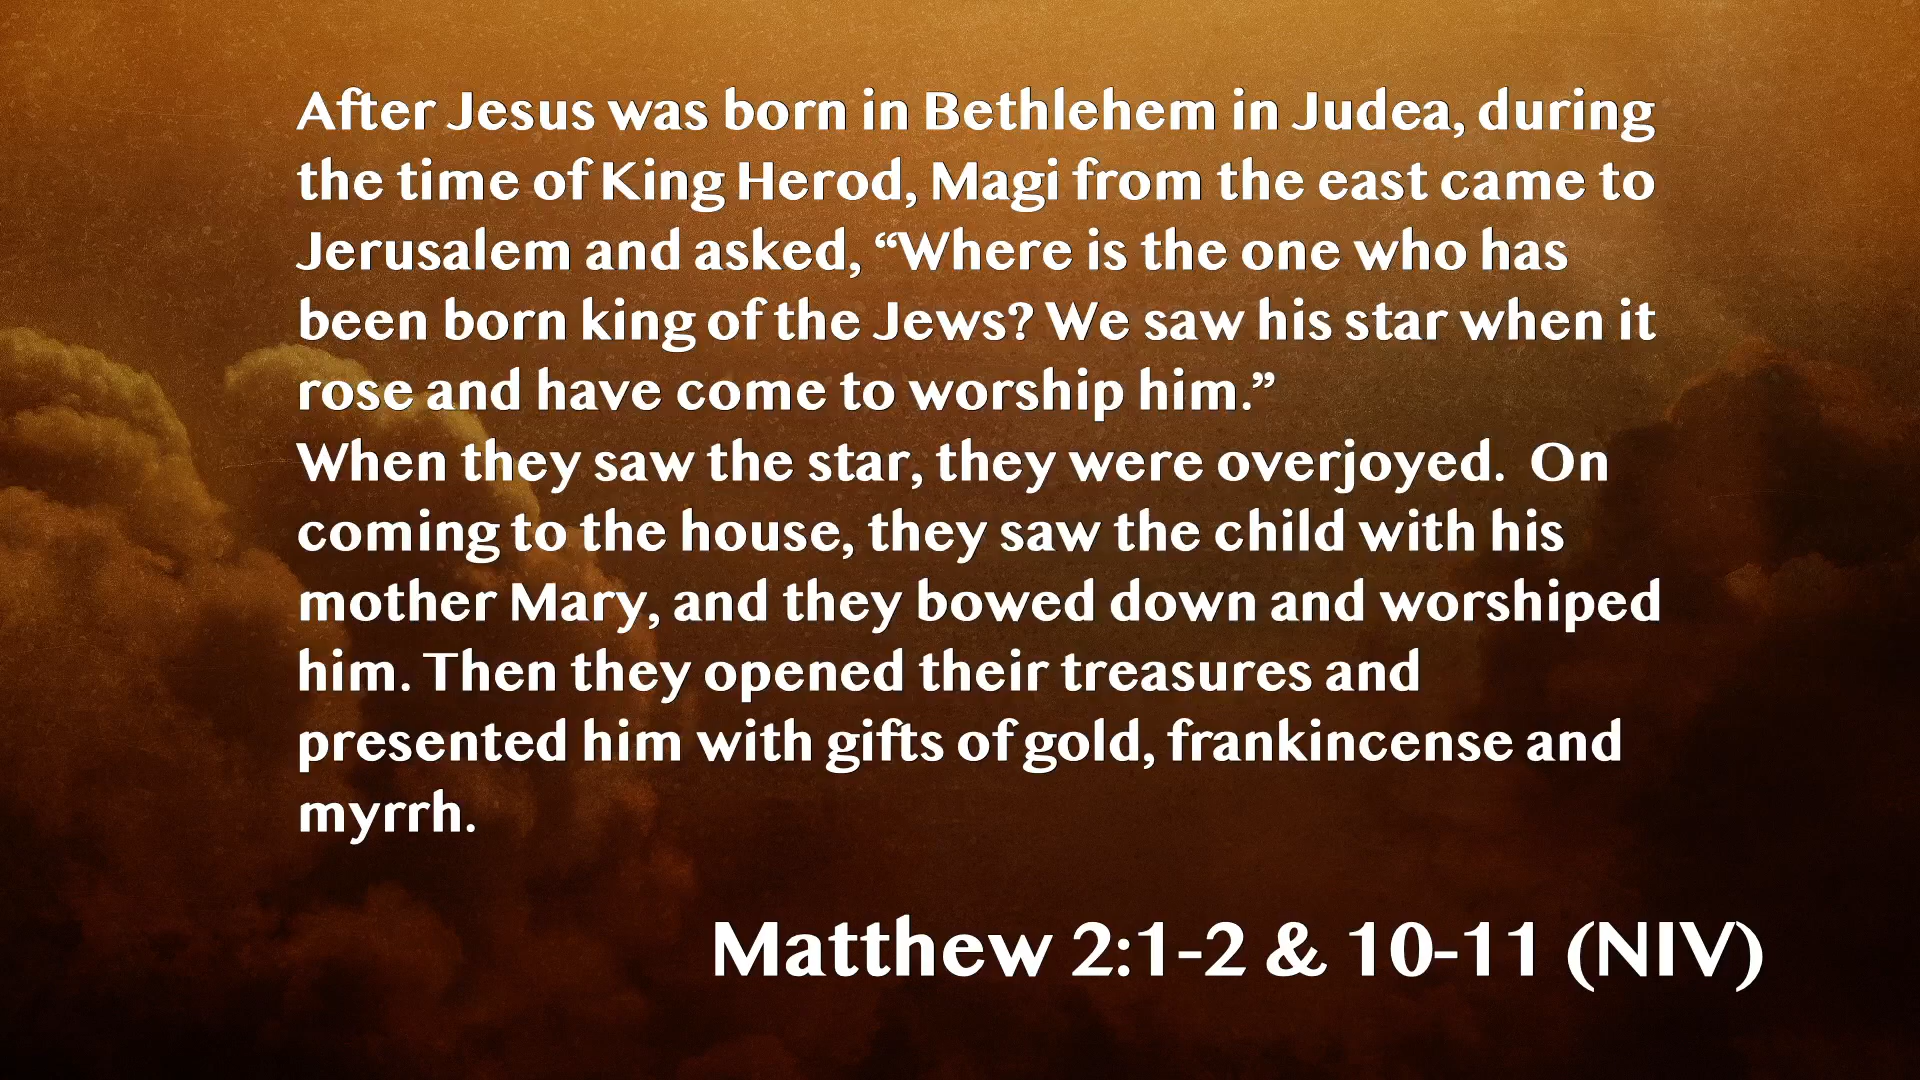 After Jesus was born in Bethlehem in Judea, during
the time of King Herod, Magi from the east came to
Jerusalem and asked, “Where is the one who has
been born king of the Jews? We saw his star when it
rose and have come to worship him.”
When they saw the star, they were overjoyed.  On
coming to the house, they saw the child with his
mother Mary, and they bowed down and worshiped
him. Then they opened their treasures and
presented him with gifts of gold, frankincense and
myrrh.
Matthew 2:1-2 & 10-11 (NIV)